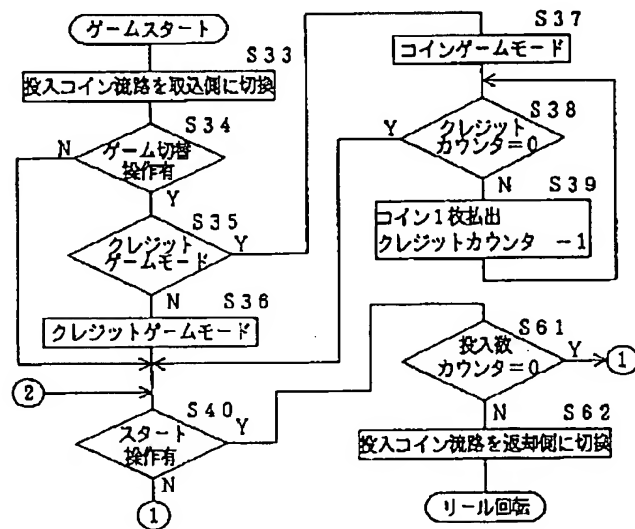 ゲームスタート
S33
投入コイン流路を取込側に切換
S34
N
ゲーム切替
操作有
Y
S35
クレジット
ゲームモード
Y
N
S36
クレジットゲームモード
②
S40
スタート
操作有
Y
N
①
S37
コインゲームモード
S38
Y
クレジット
カウンタ=0
N
S39
コイン1枚払出
クレジットカウンタ -1
S61
投入数
カウンタ=0
Y
①
N
S62
投入コイン流路を返却側に切換
リール回転